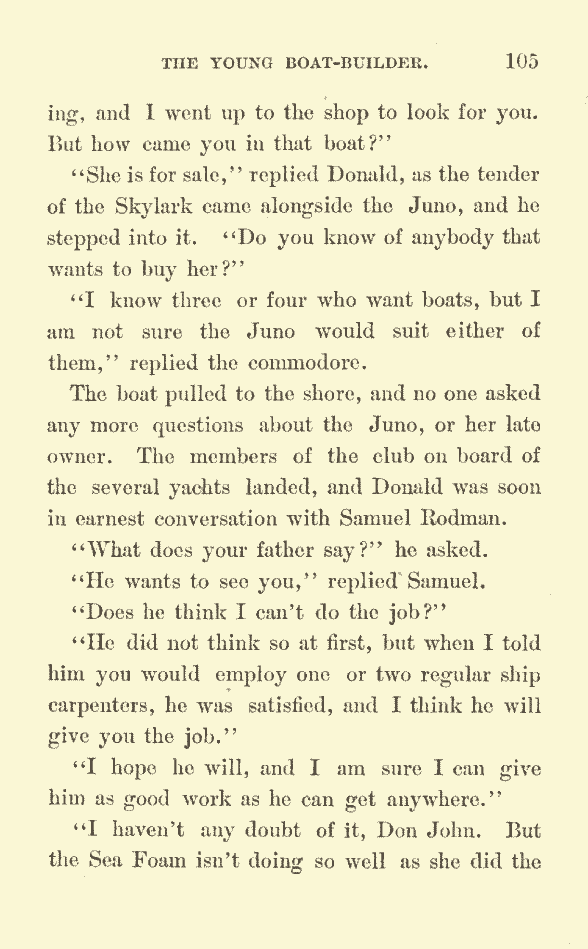 THE YOUNG BOAT-BUILDER. 105
ing, and I went up to the shop to look for you.
But how came you in that boat?"
"She is for sale," replied Donald, as the tender
of the Skylark came alongside the Juno, and he
stepped into it. "Do you know of anybody that
wants to buy her?"
"I know three or four who want boats, but I
am not sure the Juno would suit either of
them," replied the commodore.
The boat pulled to the shore, and no one asked
any more questions about the Juno, or her late
owner. The members of the club on board of
the several yachts landed, and Donald was soon
in earnest conversation with Samuel Rodman.
"What does your father say?" he asked.
"He wants to see you," replied Samuel.
"Does he think I can't do the job?"
"He did not think so at first, but when I told
him you would employ one or two regular ship
carpenters, he was satisfied, and I think he will
give you the job."
"I hope he will, and I am sure I can give
him as good work as he can get anywhere."
"I haven't any doubt of it, Don John. But
the Sea Foam isn't doing so well as she did the